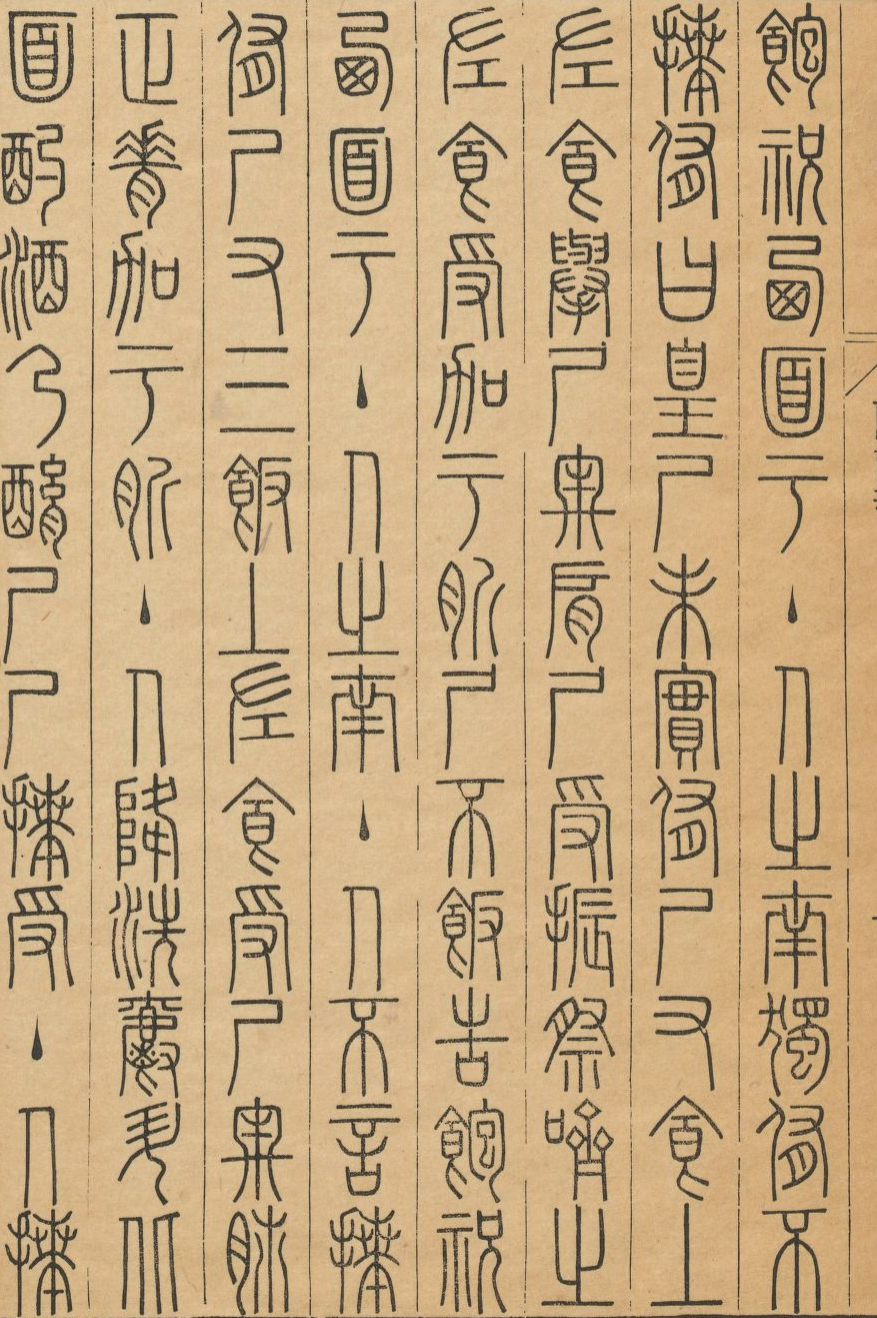 飽祝西面于主人之南獨侑不
拜侑曰皇尸未實侑尸又食上
佐食舉尸牢肩尸受振祭嚌之
佐食受加于肵尸不飯告飽祝
西面于主人之南主人不言拜
侑尸又三飯上佐食受尸牢肺
正脊加于肵主人降洗爵升北
面酌酒乃酳尸尸拜受主人拜